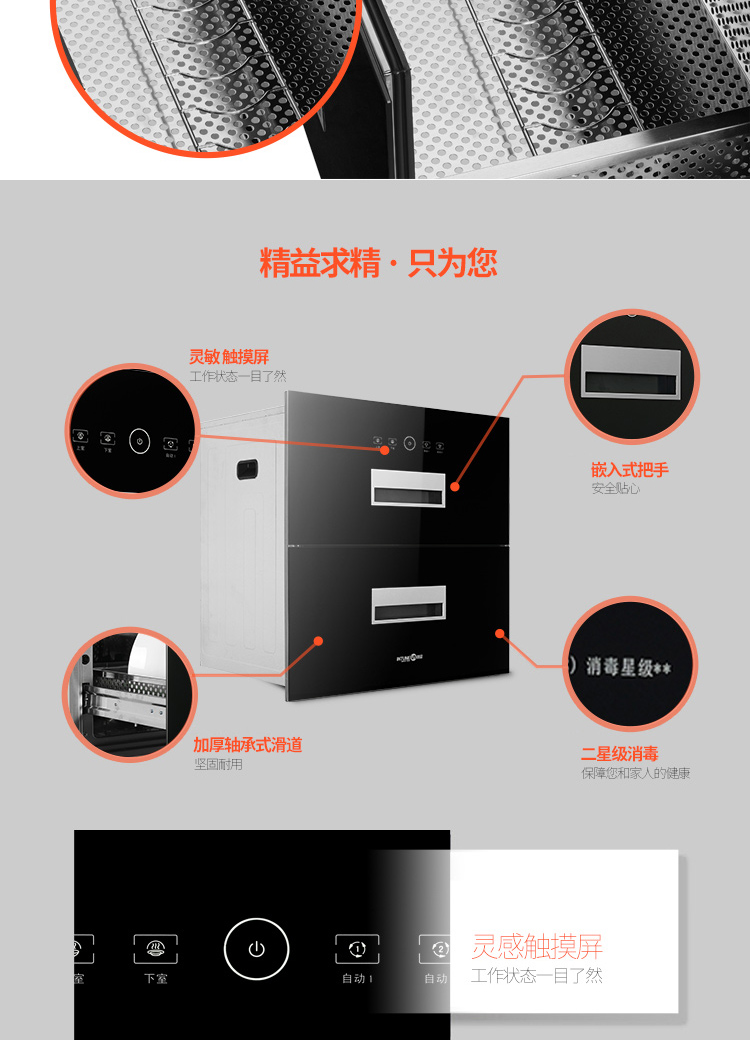 精益求精·只为您
灵敏 触摸屏
工作状态一目了然
上室
下室
自动1
嵌入式把手
安全贴心
消毒星级**
加厚轴承式滑道
坚固耐用
二星级消毒
保障您和家人的健康
室
下室
自动1
自动
灵感触摸屏
工作状态一目了然